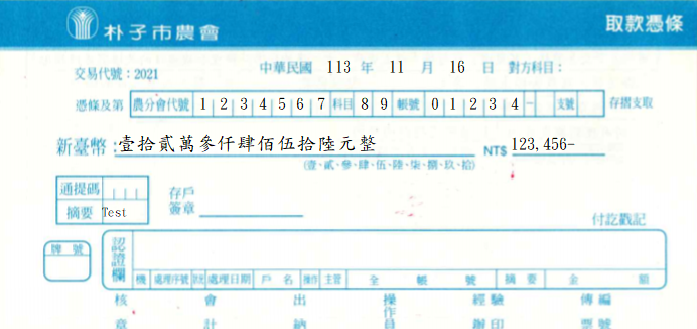 朴子市農會 取款憑條
交易代號：2021 中華民國 113 年 11 月 16 日 對方科目：
憑條及第 農分會代號 1 2 3 4 5 6 7 科目 8 9 帳號 0 1 2 3 4 - 支號 存摺支取
新臺幣：壹拾貳萬參仟肆佰伍拾陸元整 NT$ 123,456-
(壹、貳、參、肆、伍、陸、柒、捌、玖、拾)
通提碼 存戶
摘要 Test 簽章
付訖戳記
牌號 認證欄
機 處理序號 處理日期 戶名 操作 主管 全帳號 摘要 金額
核 會 出 操 經 驗 傳 編
章 計 納 作 辦 印 票 號
員